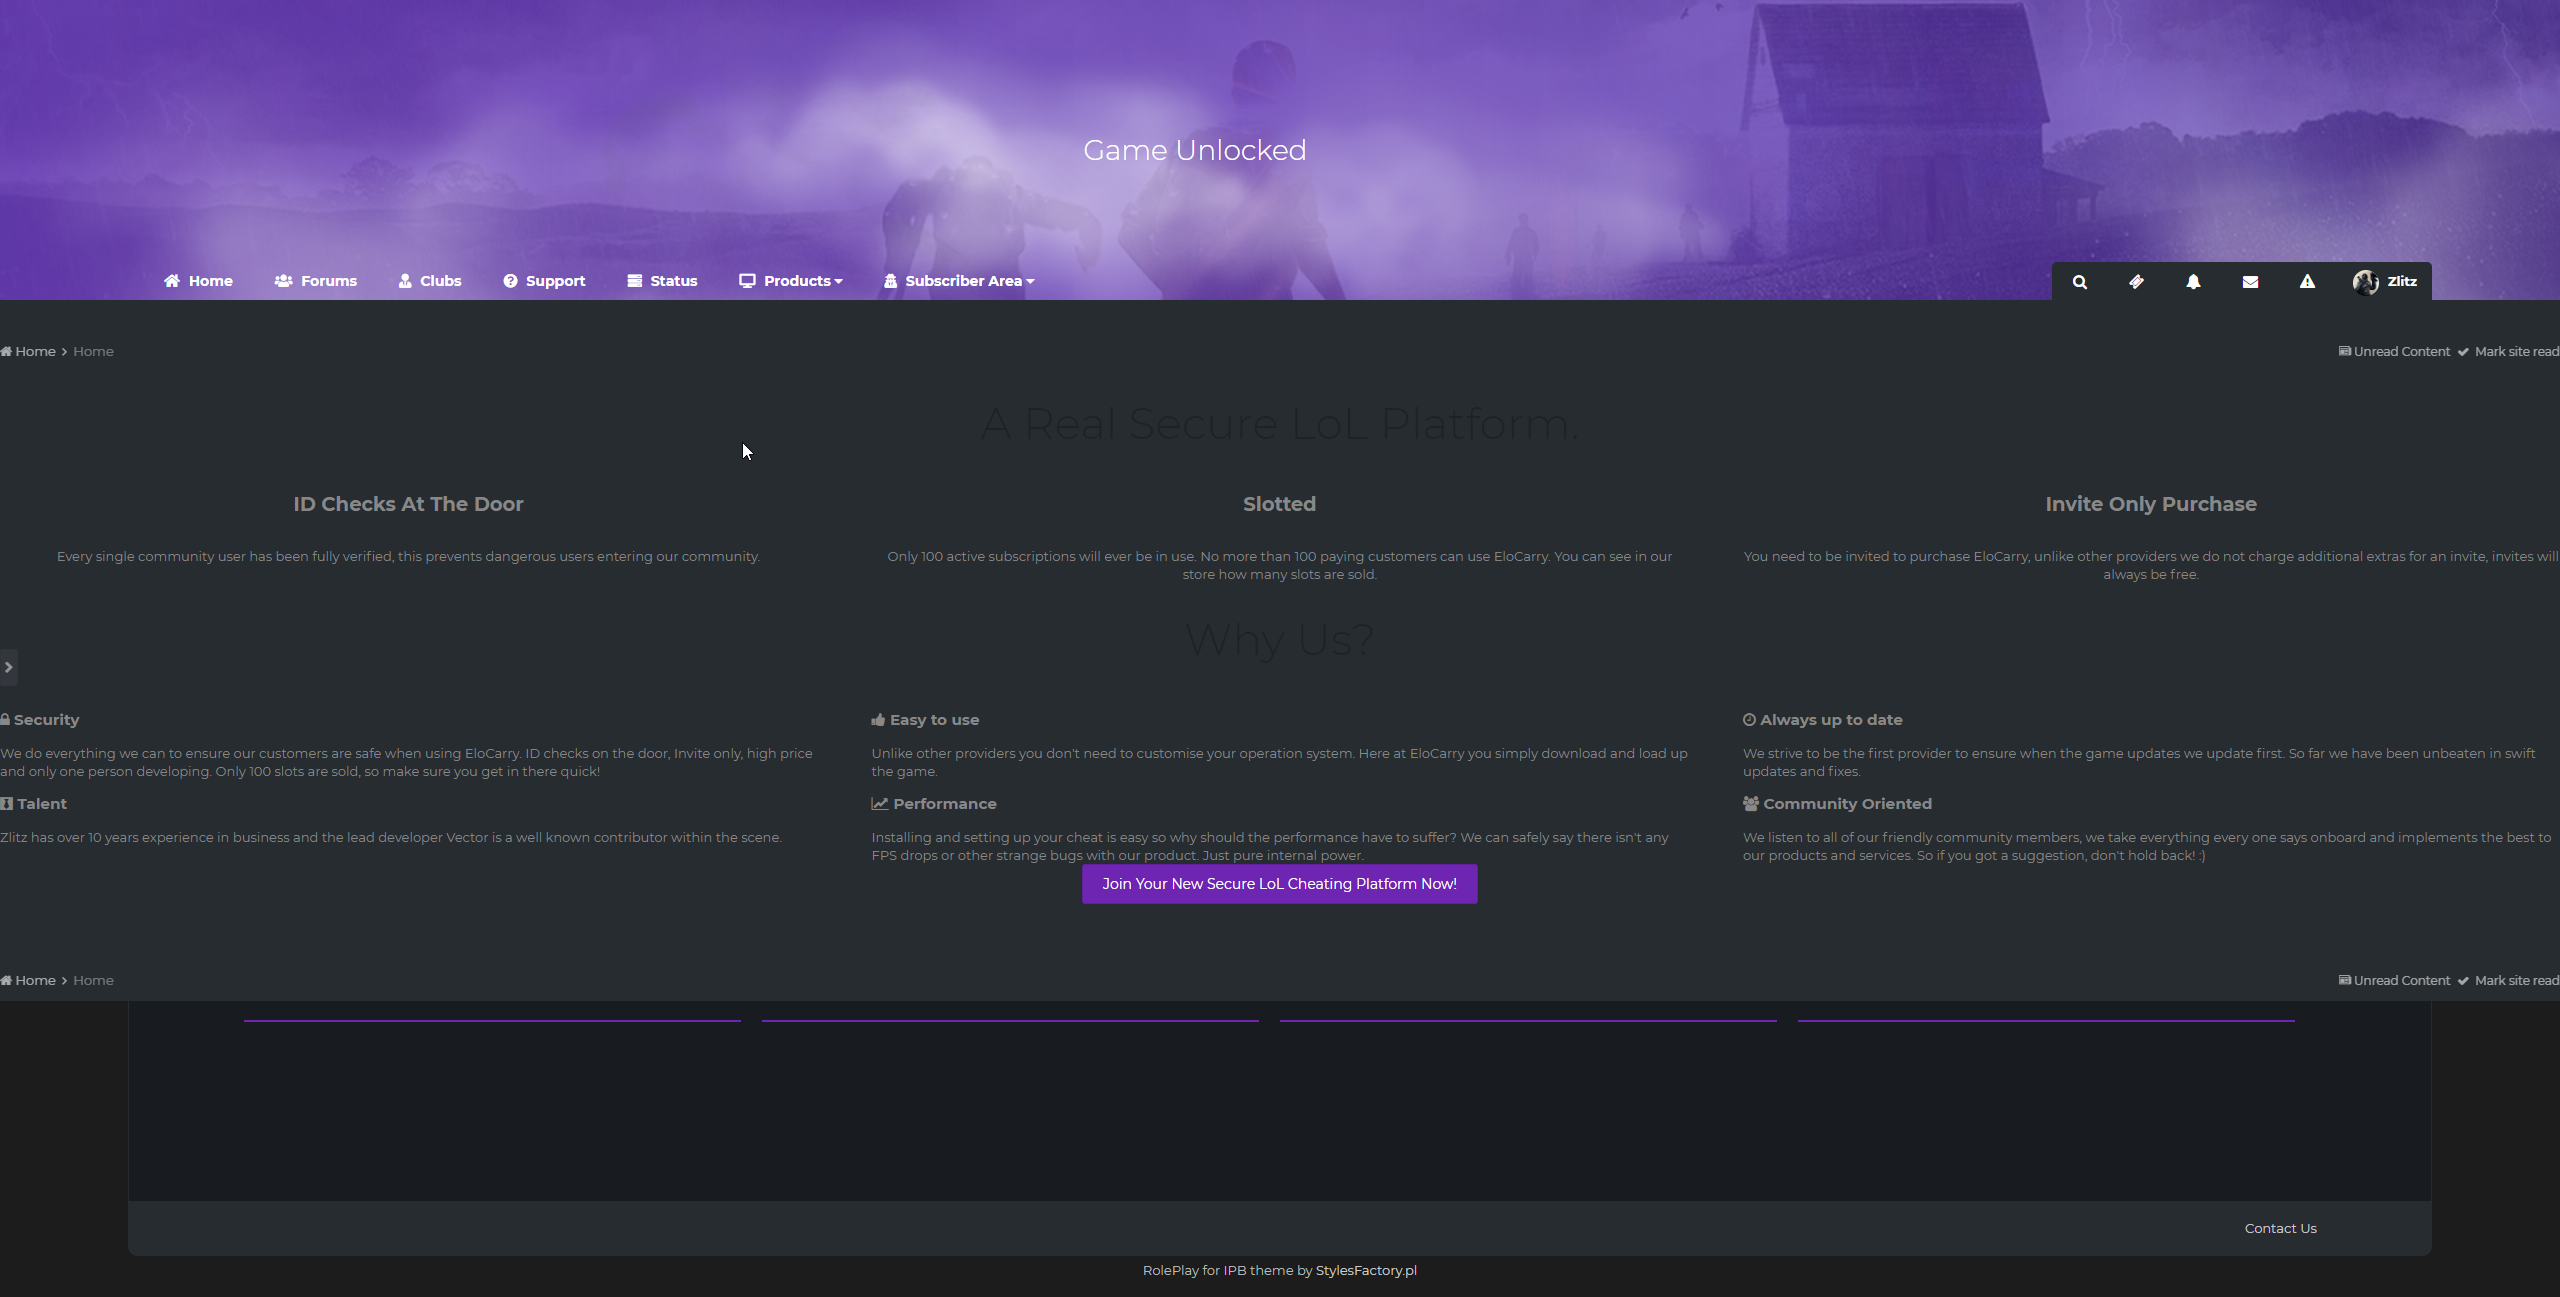 Game Unlocked
Home Forums Clubs Support Status Products Subscriber Area Zlitz
Home Home Unread Content Mark site read
A Real Secure LoL Platform.
ID Checks At The Door
Every single community user has been fully verified, this prevents dangerous users entering our community.
Slotted
Only 100 active subscriptions will ever be in use. No more than 100 paying customers can use EloCarry. You can see in our
store how many slots are sold.
Invite Only Purchase
You need to be invited to purchase EloCarry, unlike other providers we do not charge additional extras for an invite, invites will
always be free.
Why Us?
Security
We do everything we can to ensure our customers are safe when using EloCarry. ID checks on the door, Invite only, high price
and only one person developing. Only 100 slots are sold, so make sure you get in there quick!
Easy to use
Unlike other providers you don't need to customise your operation system. Here at EloCarry you simply download and load up
the game.
Always up to date
We strive to be the first provider to ensure when the game updates we update first. So far we have been unbeaten in swift
updates and fixes.
Talent
Zlitz has over 10 years experience in business and the lead developer Vector is a well known contributor within the scene.
Performance
Installing and setting up your cheat is easy so why should the performance have to suffer? We can safely say there isn't any
FPS drops or other strange bugs with our product. Just pure internal power.
Community Oriented
We listen to all of our friendly community members, we take everything every one says onboard and implements the best to
our products and services. So if you got a suggestion, don't hold back! :)
Join Your New Secure LoL Cheating Platform Now!
Home Home Unread Content Mark site read
Contact Us
RolePlay for IPB theme by StylesFactory.pl